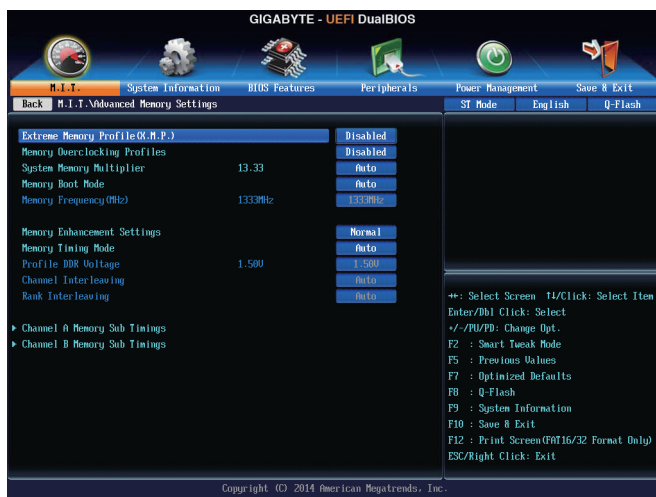 GIGABYTE - UEFI DualBIOS
M.I.T. System Information BIOS Features Peripherals Power Management Save & Exit
Back M.I.T.\Advanced Memory Settings ST Mode English Q-Flash
Extreme Memory Profile(X.M.P.) Disabled
Memory Overclocking Profiles Disabled
System Memory Multiplier 13.33 Auto
Memory Boot Mode Auto
Memory Frequency(MHz) 1333MHz 1333MHz
Memory Enhancement Settings Normal
Memory Timing Mode Auto
Profile DDR Voltage 1.50V 1.50V
Channel Interleaving Auto
Rank Interleaving Auto
Channel A Memory Sub Timings
Channel B Memory Sub Timings
→←: Select Screen ↑↓/Click: Select Item
Enter/Dbl Click: Select
+/-/PU/PD: Change Opt.
F2 : Smart Tweak Mode
F5 : Previous Values
F7 : Optimized Defaults
F8 : Q-Flash
F9 : System Information
F10 : Save & Exit
F12 : Print Screen(FAT16/32 Format Only)
ESC/Right Click: Exit
Copyright (C) 2014 American Megatrends, Inc.